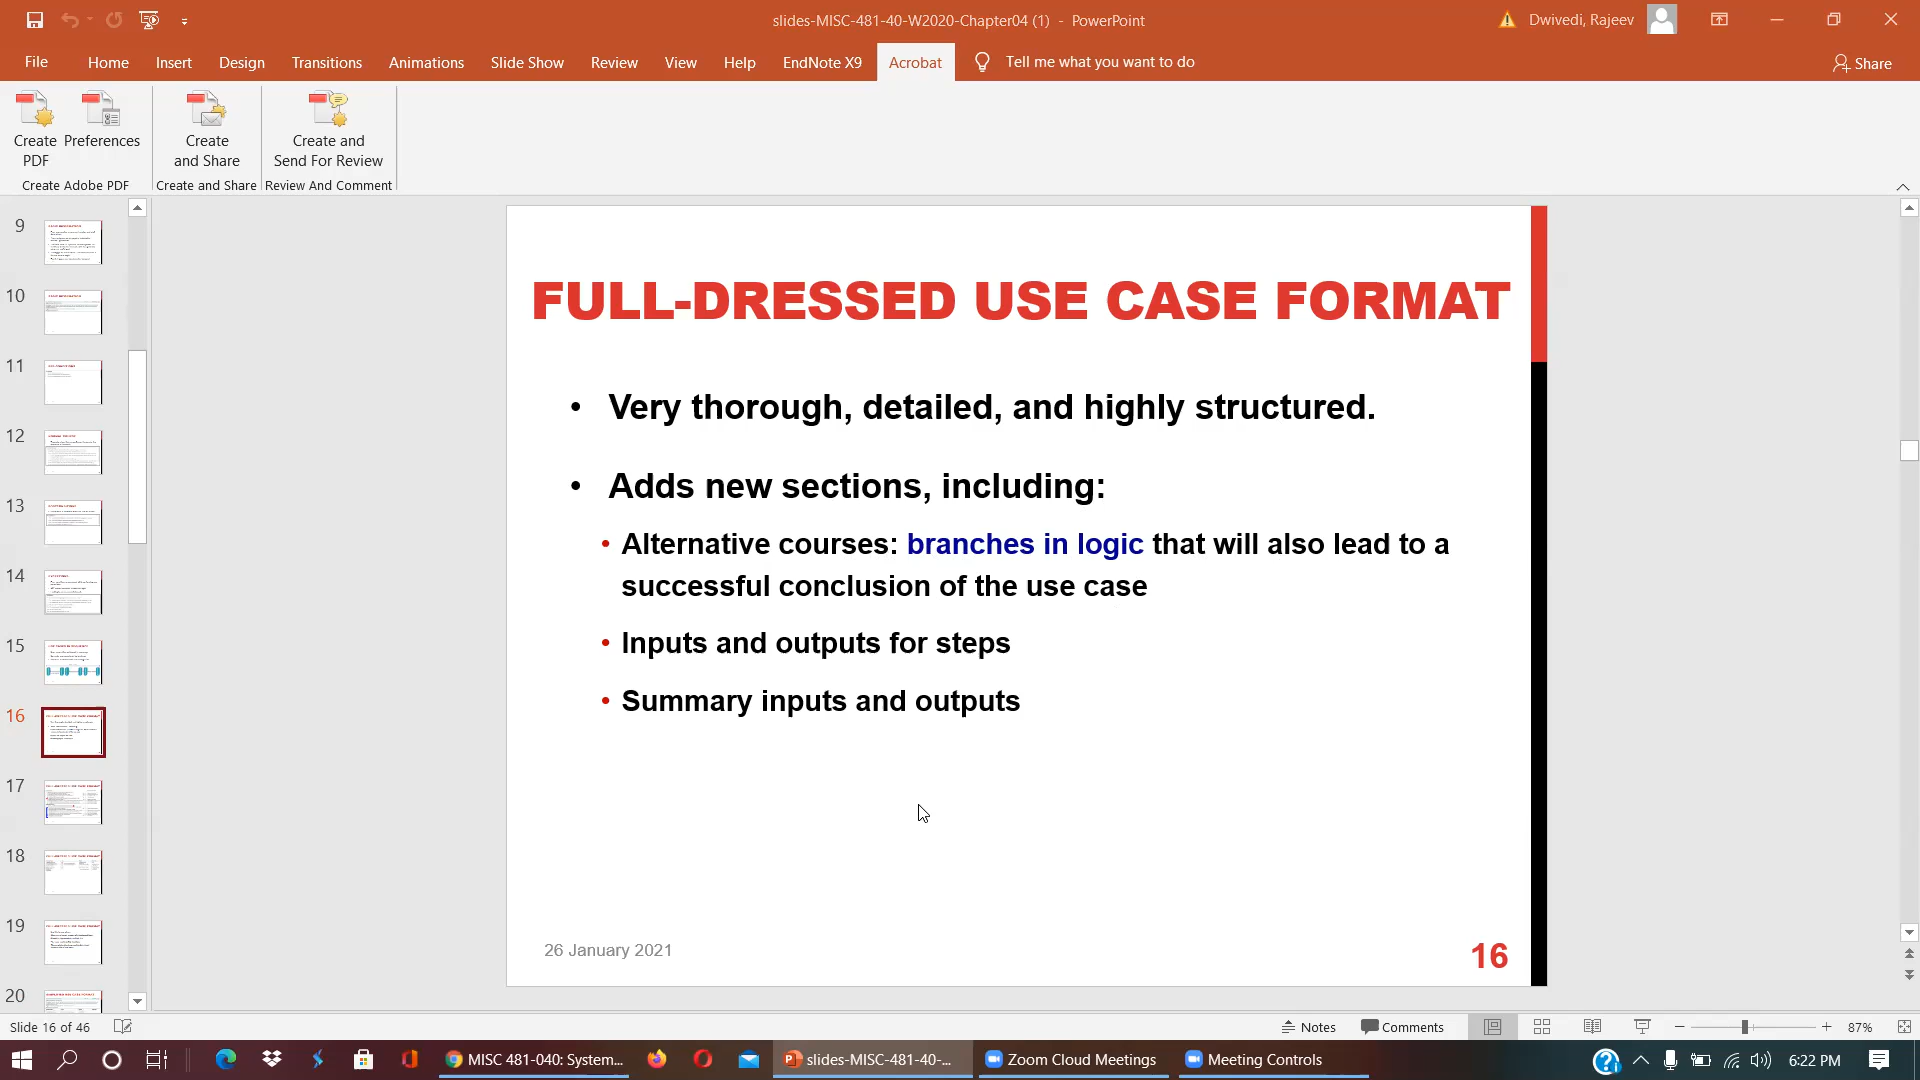 slides-MISC-481-40-W2020-Chapter04 (1) - PowerPoint
Dwivedi, Rajeev
File Home Insert Design Transitions Animations Slide Show Review View Help EndNote X9 Acrobat Tell me what you want to do Share
Create PDF
Preferences
Create and Share
Create and Send For Review
Create Adobe PDF
Create and Share
Review And Comment
9
10
11
12
13
14
15
16
17
18
19
20
FULL-DRESSED USE CASE FORMAT
• Very thorough, detailed, and highly structured.
• Adds new sections, including:
• Alternative courses: branches in logic that will also lead to a
successful conclusion of the use case
• Inputs and outputs for steps
• Summary inputs and outputs
26 January 2021
16
Slide 16 of 46
Notes Comments 87%
MISC 481-040: System... slides-MISC-481-40-... Zoom Cloud Meetings Meeting Controls 6:22 PM